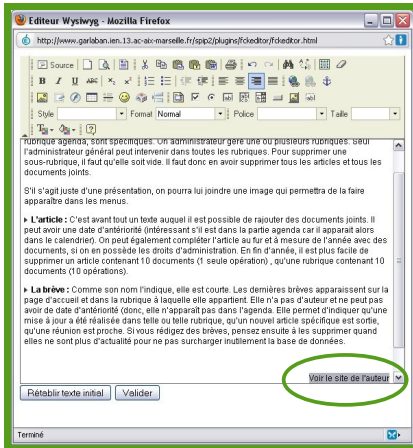 Editeur Wysiwyg - Mozilla Firefox
http://www.garlaban.ien.13.ac-aix-marseille.fr/spip2/plugins/fckeditor/fckeditor.html
Source
B I U ABC x₂ x²
Style Format Normal Police Taille
rubrique agenda, sont spécifiques. Un administrateur gère une ou plusieurs rubriques. Seul
l'administrateur général peut intervenir dans toutes les rubriques. Pour supprimer une
sous-rubrique, il faut qu'elle soit vide. Il faut donc en avoir supprimer tous les articles et tous les
documents joints.
S'il s'agit juste d'une présentation, on pourra lui joindre une image qui permettra de la faire
apparaître dans les menus.
L'article : C'est avant tout un texte auquel il est possible de rajouter des documents joints. Il
peut avoir une date d'antériorité (intéressant s'il est dans la partie agenda car il apparait alors
dans le calendrier). On peut également compléter l'article au fur et à mesure de l'année avec des
documents, si on en possède les droits d'administration. En fin d'année, il est plus facile de
supprimer un article contenant 10 documents (1 seule opération) , qu'une rubrique contenant 10
documents (10 opérations).
La brève : Comme son nom l'indique, elle est courte. Les dernières brèves apparaissent sur la
page d'accueil et dans la rubrique à laquelle elle appartient. Elle n'a pas d'auteur et ne peut pas
avoir de date d'antériorité (donc, elle n'apparaît pas dans l'agenda. Elle permet d'indiquer qu'une
mise à jour a été réalisée dans telle ou telle rubrique, qu'un nouvel article spécifique est sortie,
qu'une réunion est proche. Si vous rédigez des brèves, pensez ensuite à les supprimer quand
elles ne sont plus d'actualité pour ne pas surcharger inutilement la base de données.
Voir le site de l'auteur
Rétablir texte initial Valider
Terminé